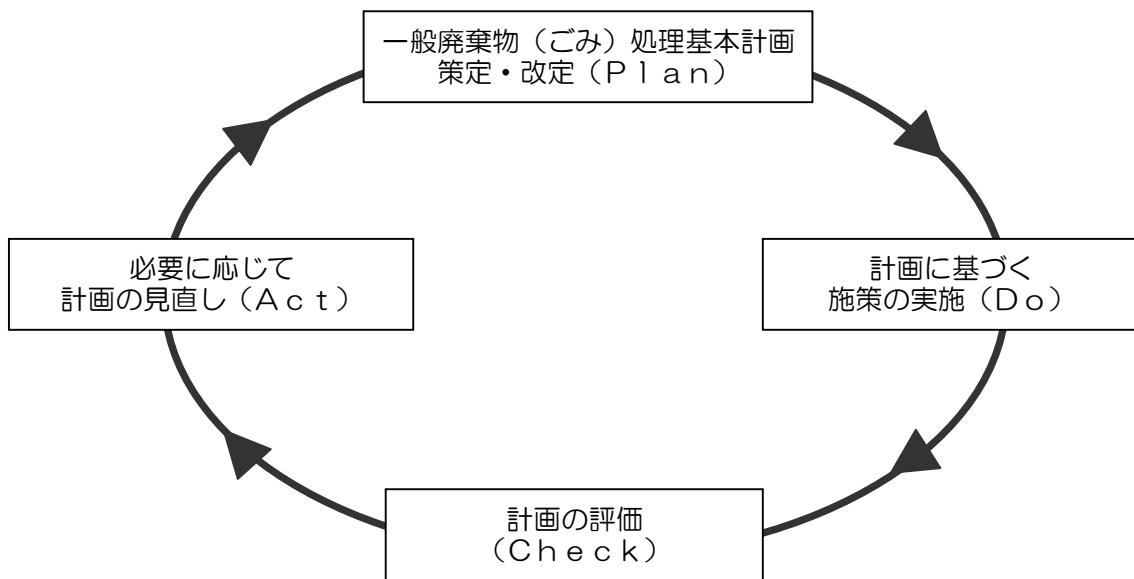 一般廃棄物（ごみ）処理基本計画
策定・改定（Ｐｌａｎ）
必要に応じて
計画の見直し（Ａｃｔ）
計画に基づく
施策の実施（Ｄｏ）
計画の評価
（Ｃｈｅｃｋ）